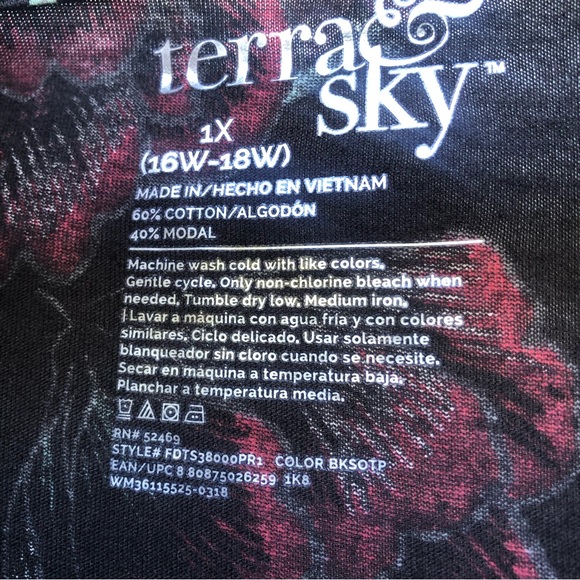 terra &
sky™
1X
(16W-18W)
MADE IN/HECHO EN VIETNAM
60% COTTON/ALGODÓN
40% MODAL
Machine wash cold with like colors.
Gentle cycle. Only non-chlorine bleach when
needed. Tumble dry low. Medium iron.
Lavar a máquina con agua fría y con colores
similares. Ciclo delicado. Usar solamente
blanqueador sin cloro cuando se necesite.
Secar en máquina a temperatura baja.
Planchar a temperatura media.
RN# 52469
STYLE# FDTS38000PR1 COLOR BKSOTP
EAN/UPC 8 80875026259 1K8
WM36115525-0318